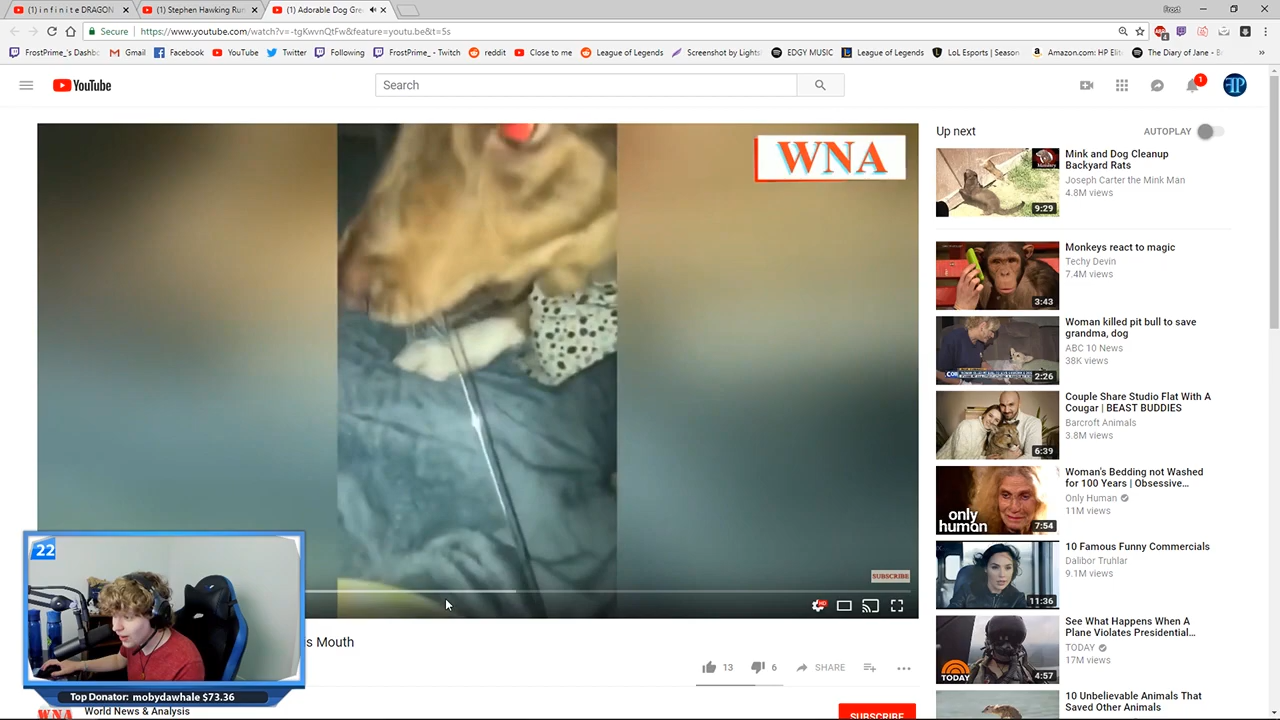 (1) i n f i n i t e DRAGON
(1) Stephen Hawking Run
(1) Adorable Dog Gre
Frost
Secure
https://www.youtube.com/watch?v=-tgKwvnQtFw&feature=youtu.be&t=5s
FrostPrime_'s Dashbo
Gmail
Facebook
YouTube
Twitter
Following
FrostPrime_ - Twitch
reddit
Close to me
League of Legends
Screenshot by Lights
EDGY MUSIC
League of Legends
LoL Esports | Season
Amazon.com: HP Elite
The Diary of Jane - B
»
YouTube
Search
1
FP
WNA
SUBSCRIBE
HD
22
Top Donator: mobydawhale $73.36
s Mouth
13
6
SHARE
WNA
World News & Analysis
SUBSCRIBE
Up next
AUTOPLAY
9:29
Mink and Dog Cleanup
Backyard Rats
Joseph Carter the Mink Man
4.8M views
3:43
Monkeys react to magic
Techy Devin
7.4M views
2:26
Woman killed pit bull to save
grandma, dog
ABC 10 News
38K views
6:39
Couple Share Studio Flat With A
Cougar | BEAST BUDDIES
Barcroft Animals
3.8M views
only
human
7:54
Woman's Bedding not Washed
for 100 Years | Obsessive...
Only Human
11M views
11:36
10 Famous Funny Commercials
Dalibor Truhlar
9.1M views
TODAY
4:57
See What Happens When A
Plane Violates Presidential...
TODAY
17M views
10 Unbelievable Animals That
Saved Other Animals